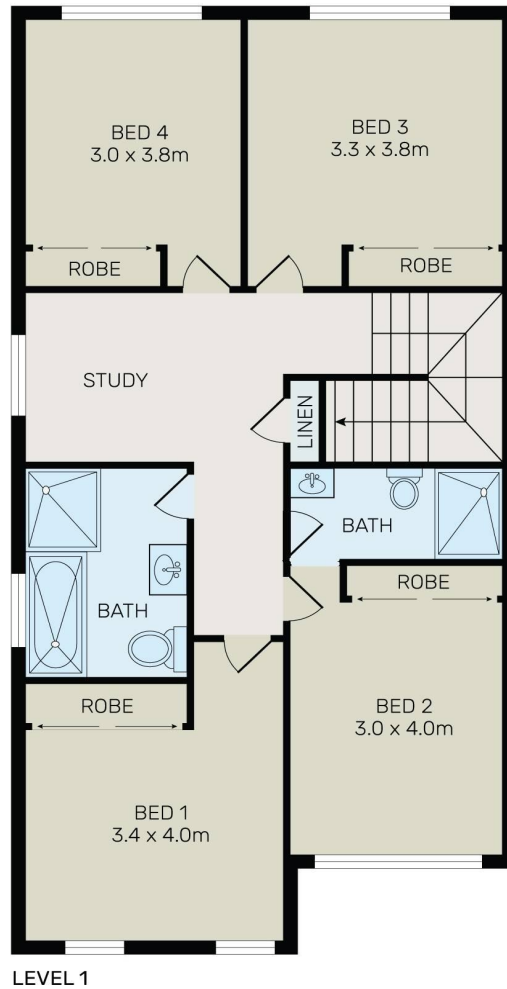 BED 4
3.0 x 3.8m
BED 3
3.3 x 3.8m
ROBE
ROBE
STUDY
LINEN
BATH
BATH
ROBE
ROBE
BED 2
3.0 x 4.0m
BED 1
3.4 x 4.0m
LEVEL 1